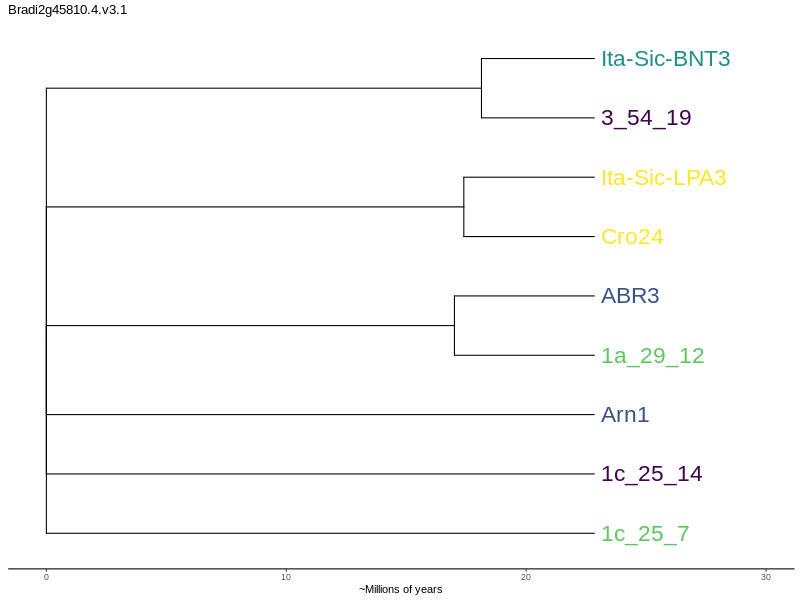 Bradi2g45810.4.v3.1
Ita-Sic-BNT3
3_54_19
Ita-Sic-LPA3
Cro24
ABR3
1a_29_12
Arn1
1c_25_14
1c_25_7
0 10 20 30
~Millions of years